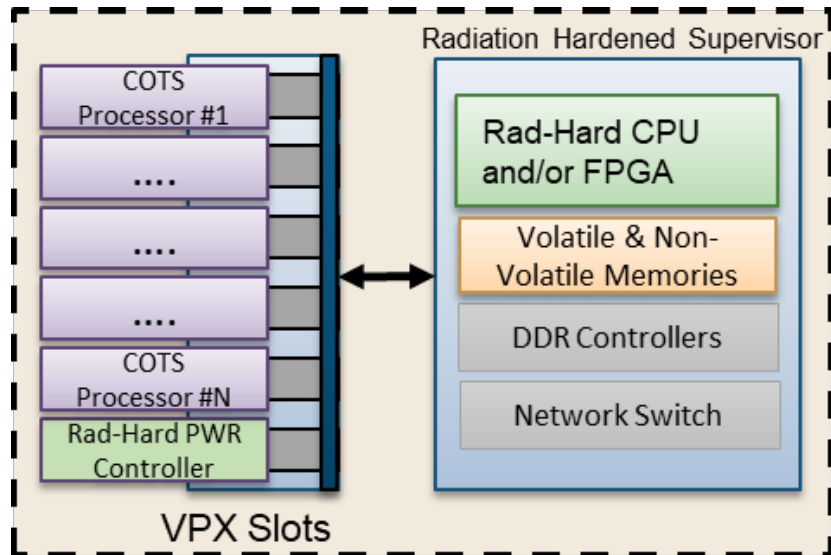 COTS
Processor #1
....
....
....
COTS
Processor #N
Rad-Hard PWR
Controller
VPX Slots
Radiation Hardened Supervisor
Rad-Hard CPU
and/or FPGA
Volatile & Non-
Volatile Memories
DDR Controllers
Network Switch